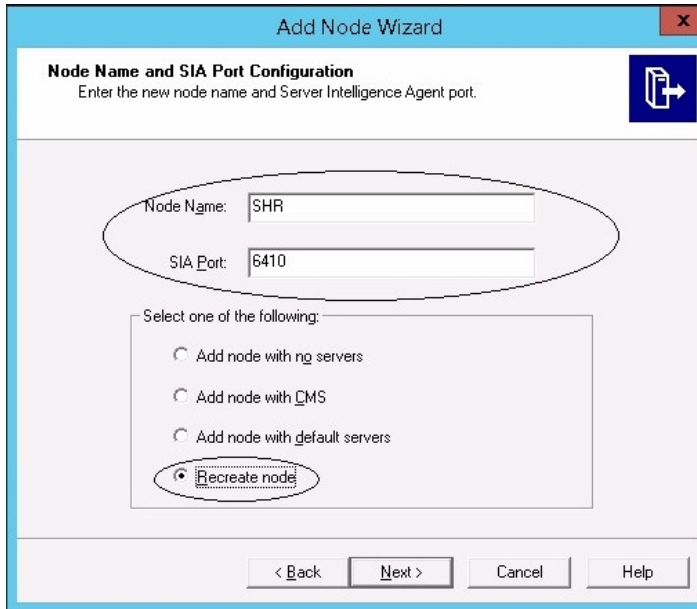 Add Node Wizard
x
Node Name and SIA Port Configuration
Enter the new node name and Server Intelligence Agent port.
Node Name: SHR
SIA Port: 6410
Select one of the following:
Add node with no servers
Add node with CMS
Add node with default servers
Recreate node
< Back Next > Cancel Help